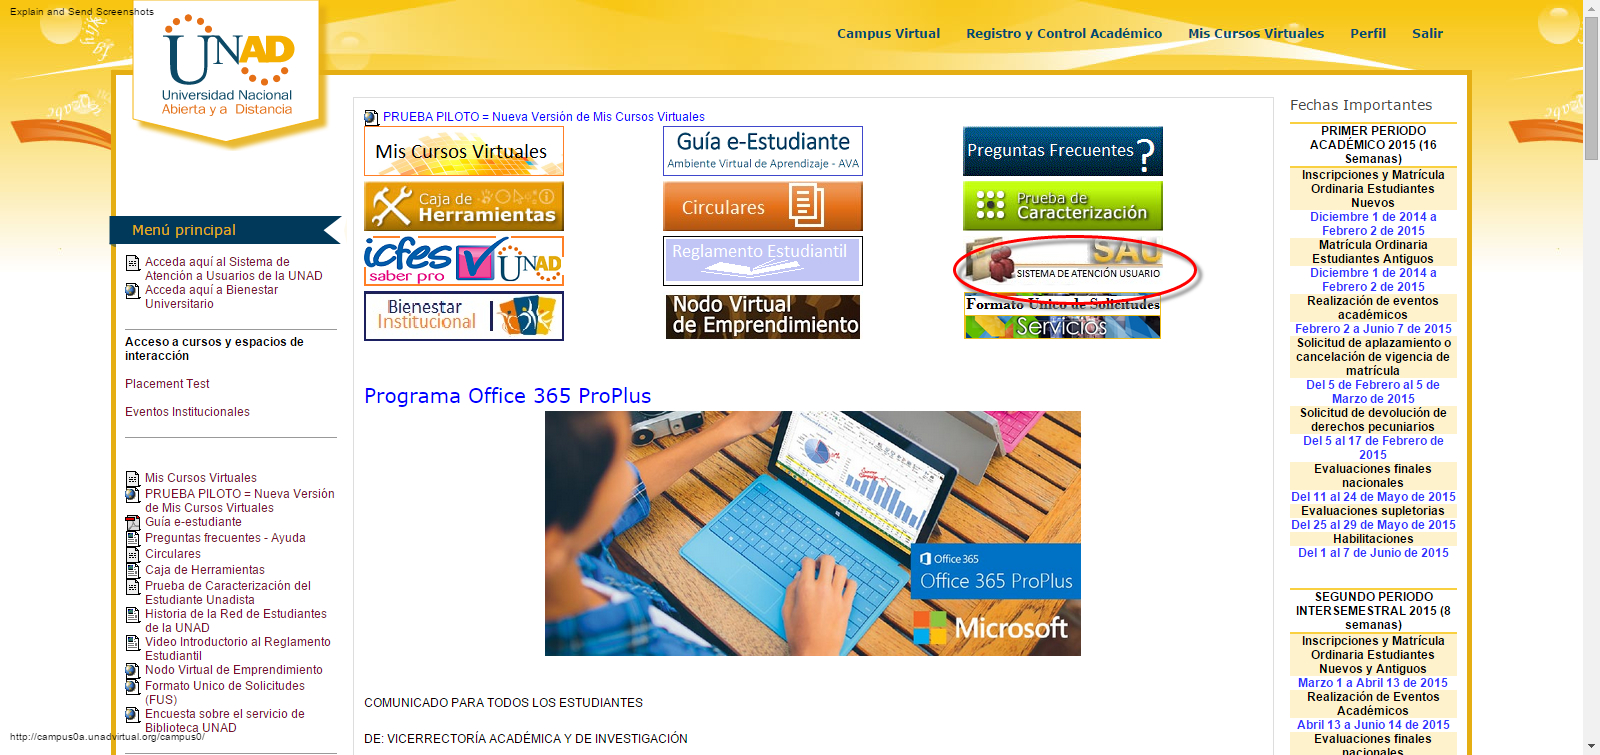 Explain and Send Screenshots
UNAD
Universidad Nacional
Abierta y a Distancia
Campus Virtual
Registro y Control Académico
Mis Cursos Virtuales
Perfil
Salir
Menú principal
Acceda aquí al Sistema de
Atención a Usuarios de la UNAD
Acceda aquí a Bienestar
Universitario
Acceso a cursos y espacios de
interacción
Placement Test
Eventos Institucionales
Mis Cursos Virtuales
PRUEBA PILOTO = Nueva Versión
de Mis Cursos Virtuales
Guía e-estudiante
Preguntas frecuentes - Ayuda
Circulares
Caja de Herramientas
Prueba de Caracterización del
Estudiante Unadista
Historia de la Red de Estudiantes
de la UNAD
Video Introductorio al Reglamento
Estudiantil
Nodo Virtual de Emprendimiento
Formato Unico de Solicitudes
(FUS)
Encuesta sobre el servicio de
Biblioteca UNAD
http://campus0a.unadvirtual.org/campus0/
PRUEBA PILOTO = Nueva Versión de Mis Cursos Virtuales
Mis Cursos Virtuales
Guía e-Estudiante
Ambiente Virtual de Aprendizaje - AVA
Preguntas Frecuentes ?
Caja de
Herramientas
Circulares
Prueba de
Caracterización
icfes
saber pro
UNAD
Reglamento Estudiantil
SAU
SISTEMA DE ATENCIÓN USUARIO
Bienestar
Institucional
Nodo Virtual
de Emprendimiento
Formato Unico de Solicitudes
Servicios
Programa Office 365 ProPlus
Office 365
Office 365 ProPlus
Microsoft
COMUNICADO PARA TODOS LOS ESTUDIANTES
DE: VICERRECTORÍA ACADÉMICA Y DE INVESTIGACIÓN
Fechas Importantes
PRIMER PERIODO
ACADÉMICO 2015 (16
Semanas)
Inscripciones y Matrícula
Ordinaria Estudiantes
Nuevos
Diciembre 1 de 2014 a
Febrero 2 de 2015
Matrícula Ordinaria
Estudiantes Antiguos
Diciembre 1 de 2014 a
Febrero 2 de 2015
Realización de eventos
académicos
Febrero 2 a Junio 7 de 2015
Solicitud de aplazamiento o
cancelación de vigencia de
matrícula
Del 5 de Febrero al 5 de
Marzo de 2015
Solicitud de devolución de
derechos pecuniarios
Del 5 al 17 de Febrero de
2015
Evaluaciones finales
nacionales
Del 11 al 24 de Mayo de 2015
Evaluaciones supletorias
Del 25 al 29 de Mayo de 2015
Habilitaciones
Del 1 al 7 de Junio de 2015
SEGUNDO PERIODO
INTERSEMESTRAL 2015 (8
semanas)
Inscripciones y Matrícula
Ordinaria Estudiantes
Nuevos y Antiguos
Marzo 1 a Abril 13 de 2015
Realización de Eventos
Académicos
Abril 13 a Junio 14 de 2015
Evaluaciones finales
nacionales